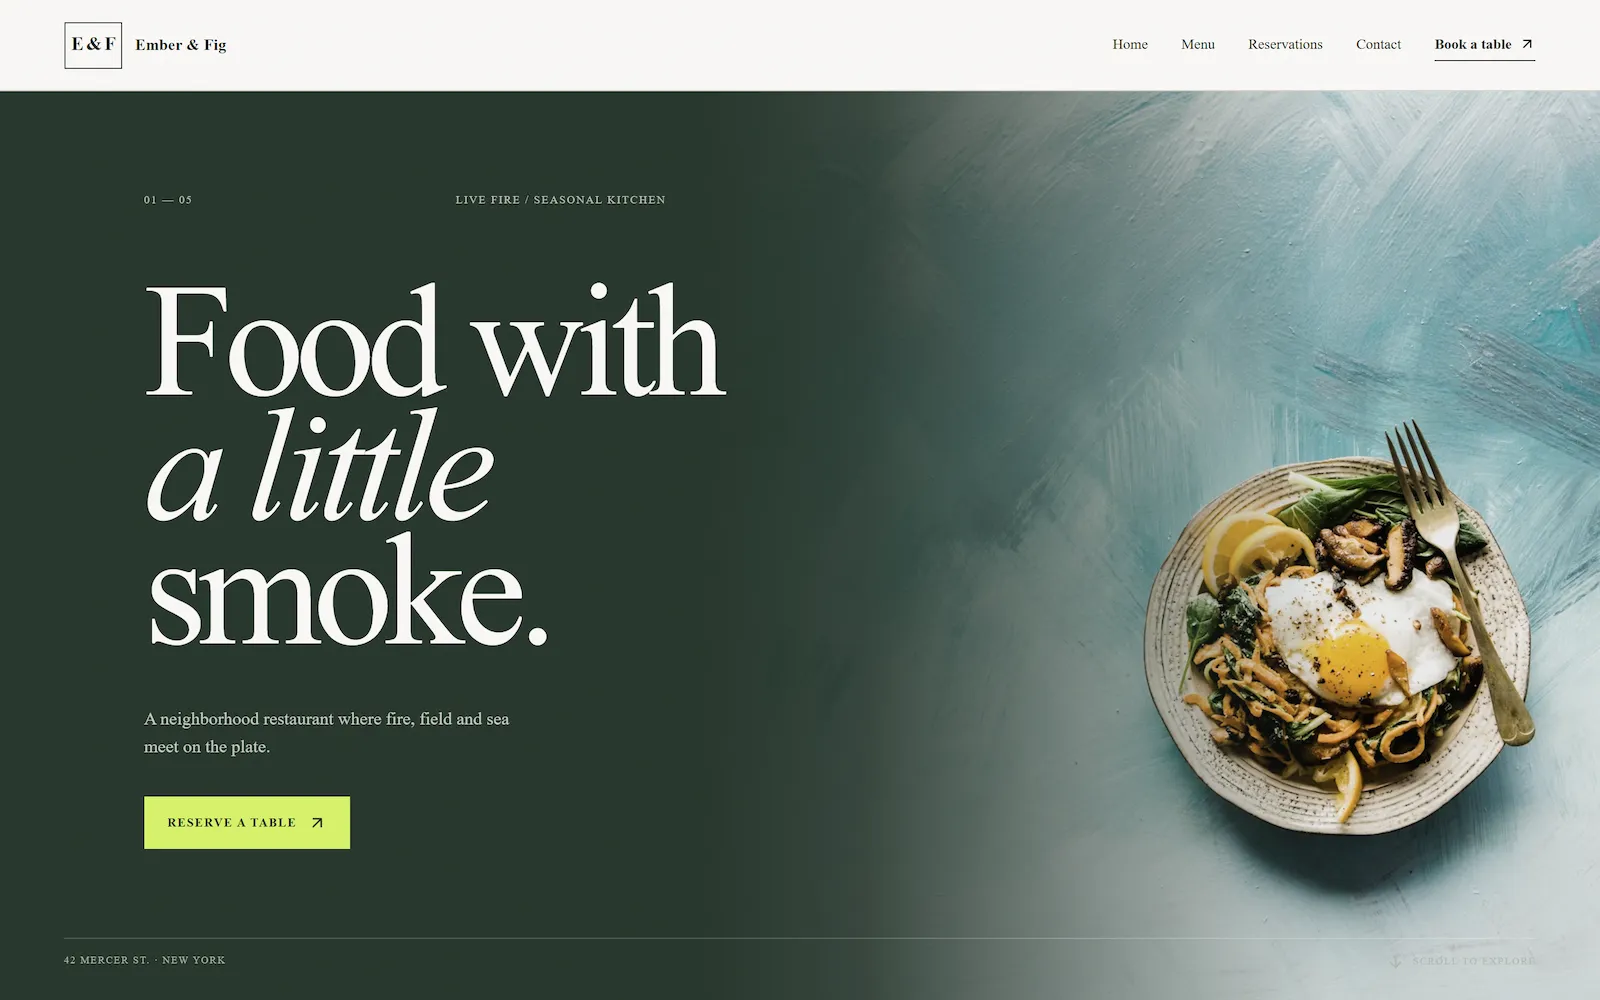 E & F
Ember & Fig
Home
Menu
Reservations
Contact
Book a table
01 — 05
LIVE FIRE / SEASONAL KITCHEN
Food with
a little
smoke.
A neighborhood restaurant where fire, field and sea
meet on the plate.
RESERVE A TABLE
42 MERCER ST. · NEW YORK
SCROLL TO EXPLORE